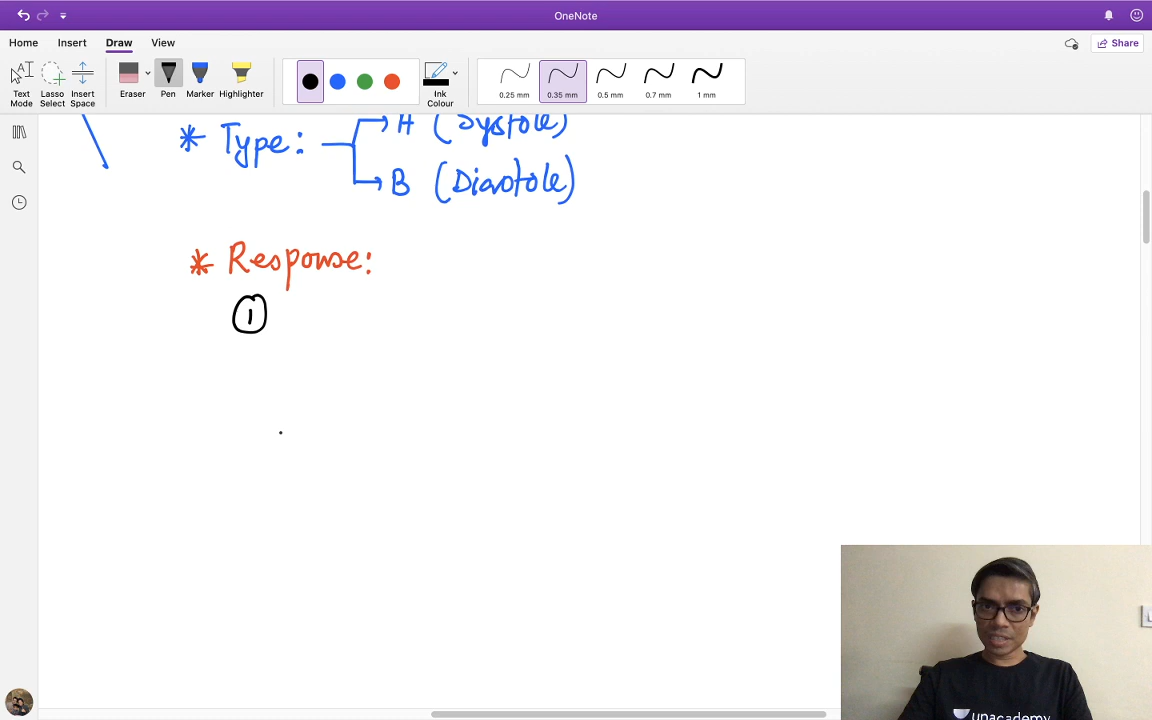 OneNote
Home Insert Draw View Share
Text Mode Lasso Select Insert Space Eraser Pen Marker Highlighter Ink Colour 0.25 mm 0.35 mm 0.5 mm 0.7 mm 1 mm
* Type: → A (Systole)
→ B (Diastole)
* Response:
①
unacademy